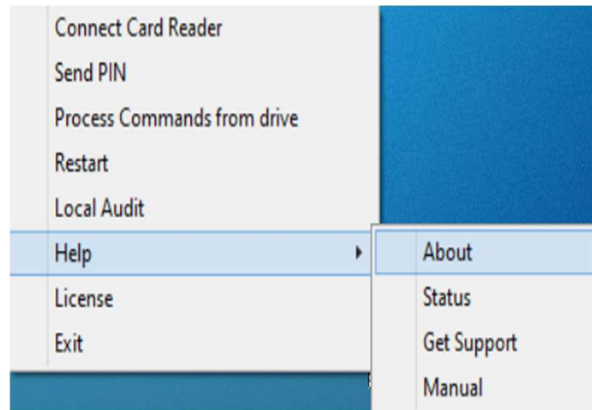 Connect Card Reader
Send PIN
Process Commands from drive
Restart
Local Audit
Help
License
Exit
About
Status
Get Support
Manual